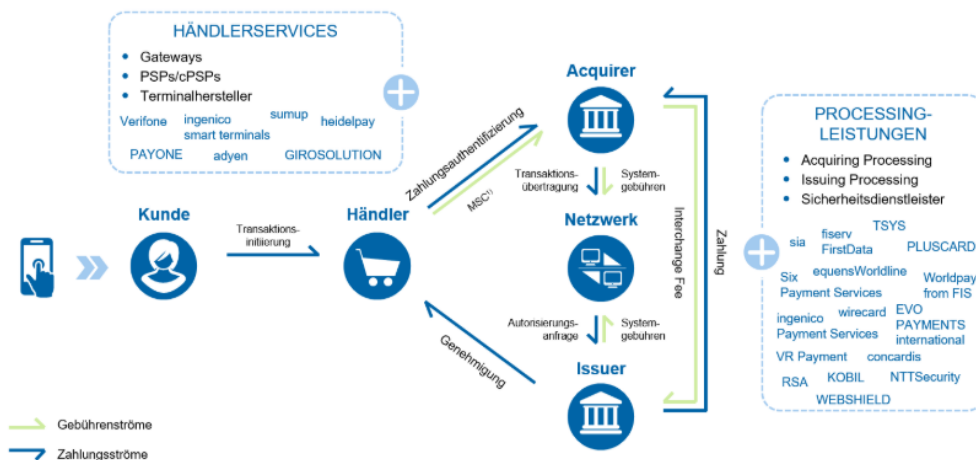 HÄNDLERSERVICES
Gateways
PSPs/cPSPs
Terminalhersteller
Verifone
ingenico
smart terminals
sumup
heidelpay
PAYONE
adyen
GIROSOLUTION
Kunde
Transaktions-
initiierung
Händler
Zahlungsauthentifizierung
MSC¹⁾
Acquirer
Transaktions-
übertragung
System-
gebühren
Netzwerk
Autorisierungs-
anfrage
System-
gebühren
Issuer
Genehmigung
Interchange Fee
Zahlung
PROCESSING-
LEISTUNGEN
Acquiring Processing
Issuing Processing
Sicherheitsdienstleister
sia
fiserv
FirstData
TSYS
PLUSCARD
Six
Payment Services
equensWorldline
Worldpay
from FIS
ingenico
Payment Services
wirecard
EVO
PAYMENTS
international
VR Payment
concardis
RSA
KOBIL
NTTSecurity
WEBSHIELD
Gebührenströme
Zahlungsströme